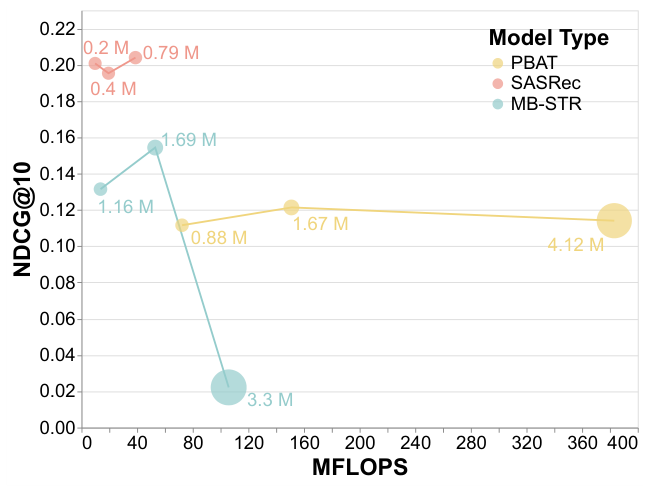 Model Type
PBAT
SASRec
MB-STR
0.22
0.20
0.18
0.16
0.14
0.12
0.10
0.08
0.06
0.04
0.02
0.00
NDCG@10
0.2 M
0.4 M
0.79 M
1.16 M
1.69 M
3.3 M
0.88 M
1.67 M
4.12 M
0 40 80 120 160 200 240 280 320 360 400
MFLOPS